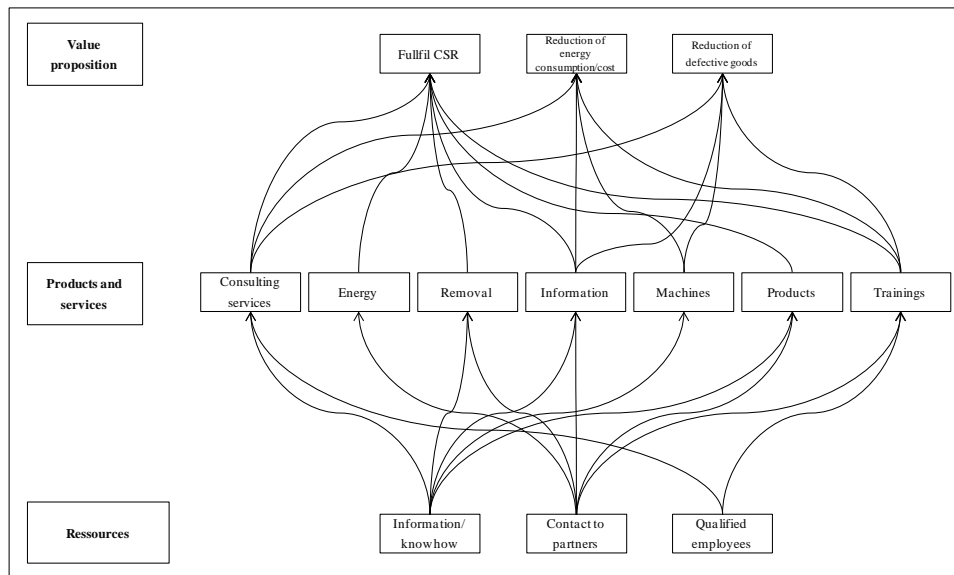 Value
proposition
Fullfil CSR
Reduction of
energy
consumption/cost
Reduction of
defective goods
Products and
services
Consulting
services
Energy
Removal
Information
Machines
Products
Trainings
Ressources
Information/
knowhow
Contact to
partners
Qualified
employees